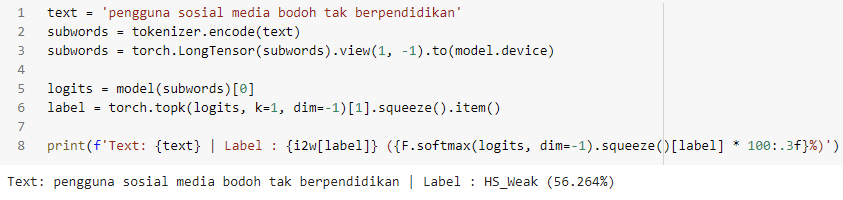 1 text = 'pengguna sosial media bodoh tak berpendidikan'
2 subwords = tokenizer.encode(text)
3 subwords = torch.LongTensor(subwords).view(1, -1).to(model.device)
4
5 logits = model(subwords)[0]
6 label = torch.topk(logits, k=1, dim=-1)[1].squeeze().item()
7
8 print(f'Text: {text} | Label : {i2w[label]} ({F.softmax(logits, dim=-1).squeeze()[label] * 100:.3f}%)')
Text: pengguna sosial media bodoh tak berpendidikan | Label : HS_Weak (56.264%)